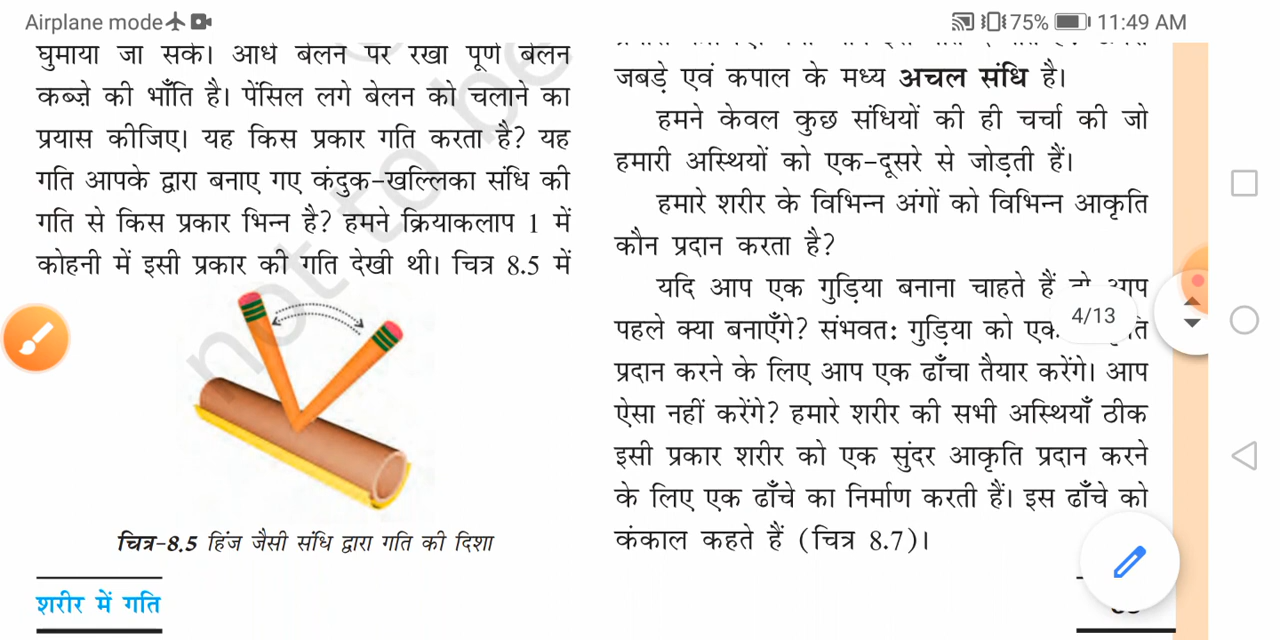 Airplane mode
75% 11:49 AM
घुमाया जा सके। आधे बेलन पर रखा पूर्ण बेलन
कब्ज़े की भाँति है। पेंसिल लगे बेलन को चलाने का
प्रयास कीजिए। यह किस प्रकार गति करता है? यह
गति आपके द्वारा बनाए गए कंदुक-खल्लिका संधि की
गति से किस प्रकार भिन्न है? हमने क्रियाकलाप 1 में
कोहनी में इसी प्रकार की गति देखी थी। चित्र 8.5 में
चित्र-8.5 हिंज जैसी संधि द्वारा गति की दिशा
शरीर में गति
जबड़े एवं कपाल के मध्य अचल संधि है।
हमने केवल कुछ संधियों की ही चर्चा की जो
हमारी अस्थियों को एक-दूसरे से जोड़ती हैं।
हमारे शरीर के विभिन्न अंगों को विभिन्न आकृति
कौन प्रदान करता है?
यदि आप एक गुड़िया बनाना चाहते हैं आप
पहले क्या बनाएँगे? संभवत: गुड़िया को
प्रदान करने के लिए आप एक ढाँचा तैयार करेंगे। आप
ऐसा नहीं करेंगे? हमारे शरीर की सभी अस्थियाँ ठीक
इसी प्रकार शरीर को एक सुंदर आकृति प्रदान करने
के लिए एक ढाँचे का निर्माण करती हैं। इस ढाँचे को
कंकाल कहते हैं (चित्र 8.7)।
4/13
not to be